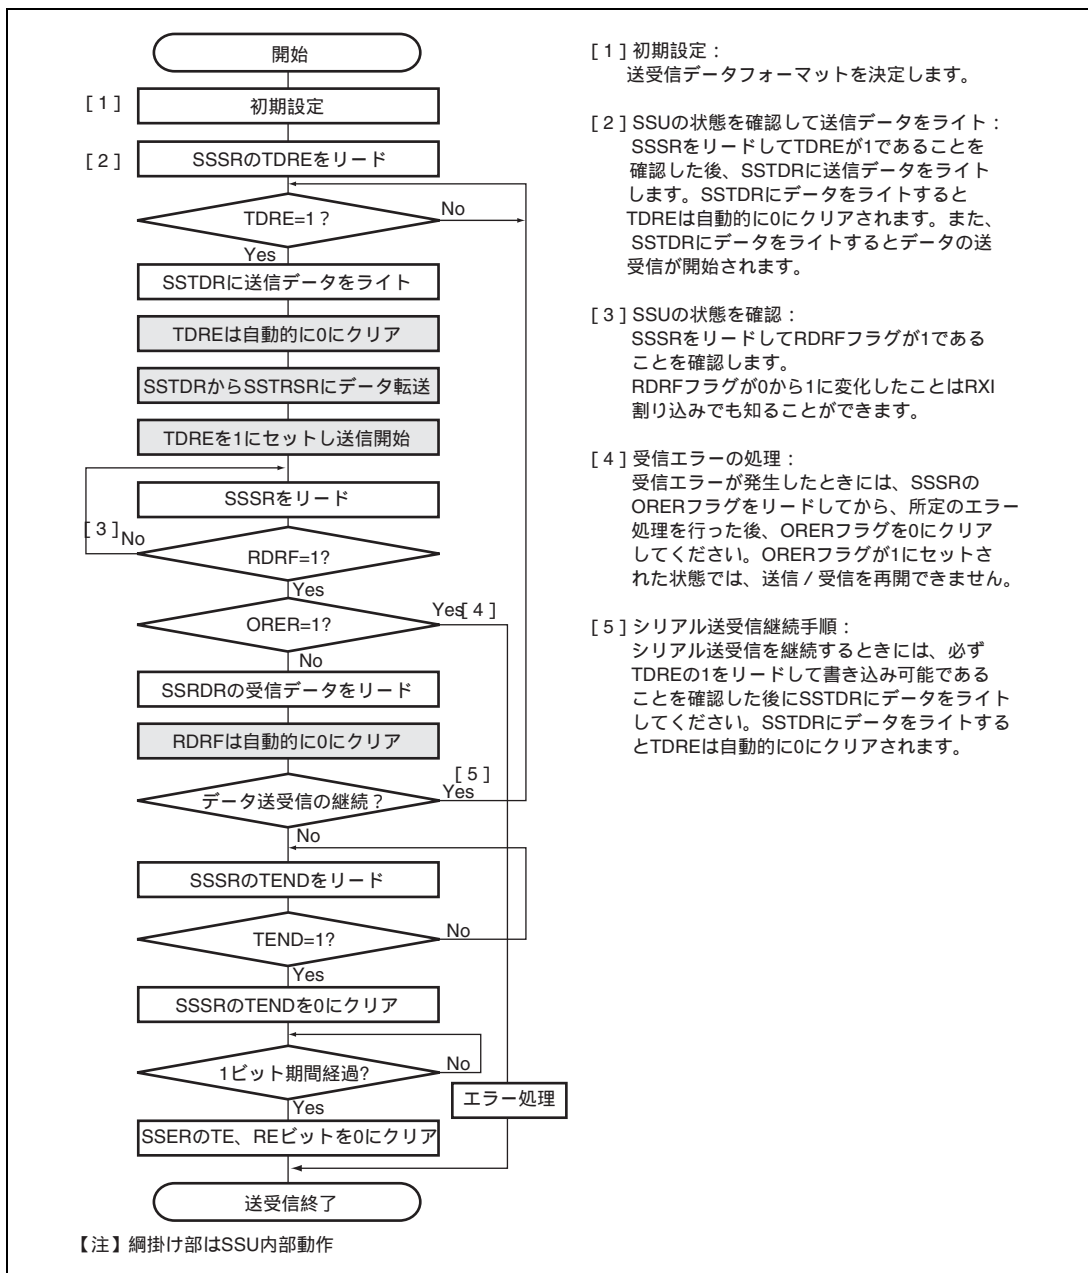 開始
[1]
初期設定
[2]
SSSRのTDREをリード
TDRE=1？
No
Yes
SSTDRに送信データをライト
TDREは自動的に0にクリア
SSTDRからSSTRSRにデータ転送
TDREを1にセットし送信開始
SSSRをリード
[3]
No
RDRF=1?
Yes
ORER=1?
Yes
[4]
No
SSRDRの受信データをリード
RDRFは自動的に0にクリア
[5]
データ送受信の継続？
Yes
No
SSSRのTENDをリード
TEND=1?
No
Yes
SSSRのTENDを0にクリア
1ビット期間経過?
No
エラー処理
Yes
SSERのTE、REビットを0にクリア
送受信終了
【注】網掛け部はSSU内部動作
[1] 初期設定：
送受信データフォーマットを決定します。
[2] SSUの状態を確認して送信データをライト：
SSSRをリードしてTDREが1であることを
確認した後、SSTDRに送信データをライト
します。SSTDRにデータをライトすると
TDREは自動的に0にクリアされます。また、
SSTDRにデータをライトするとデータの送
受信が開始されます。
[3] SSUの状態を確認：
SSSRをリードしてRDRFフラグが1である
ことを確認します。
RDRFフラグが0から1に変化したことはRXI
割り込みでも知ることができます。
[4] 受信エラーの処理：
受信エラーが発生したときには、SSSRの
ORERフラグをリードしてから、所定のエラー
処理を行った後、ORERフラグを0にクリア
してください。ORERフラグが1にセットさ
れた状態では、送信 / 受信を再開できません。
[5] シリアル送受信継続手順：
シリアル送受信を継続するときには、必ず
TDREの1をリードして書き込み可能である
ことを確認した後にSSTDRにデータをライト
してください。SSTDRにデータをライトする
とTDREは自動的に0にクリアされます。